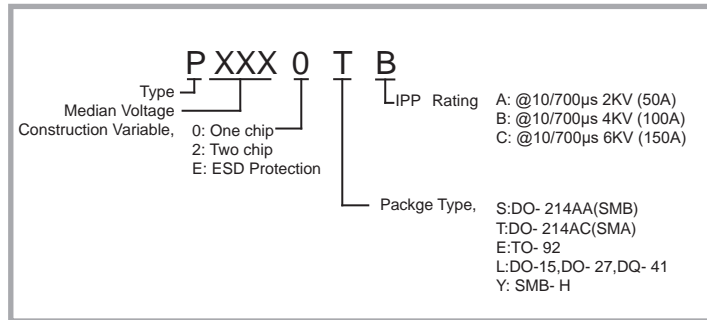 P XXX 0 T B
Type
Median Voltage
Construction Variable, 0: One chip
2: Two chip
E: ESD Protection
IPP Rating A: @10/700µs 2KV (50A)
B: @10/700µs 4KV (100A)
C: @10/700µs 6KV (150A)
Packge Type, S:DO- 214AA(SMB)
T:DO- 214AC(SMA)
E:TO- 92
L:DO-15,DO- 27,DQ- 41
Y: SMB- H